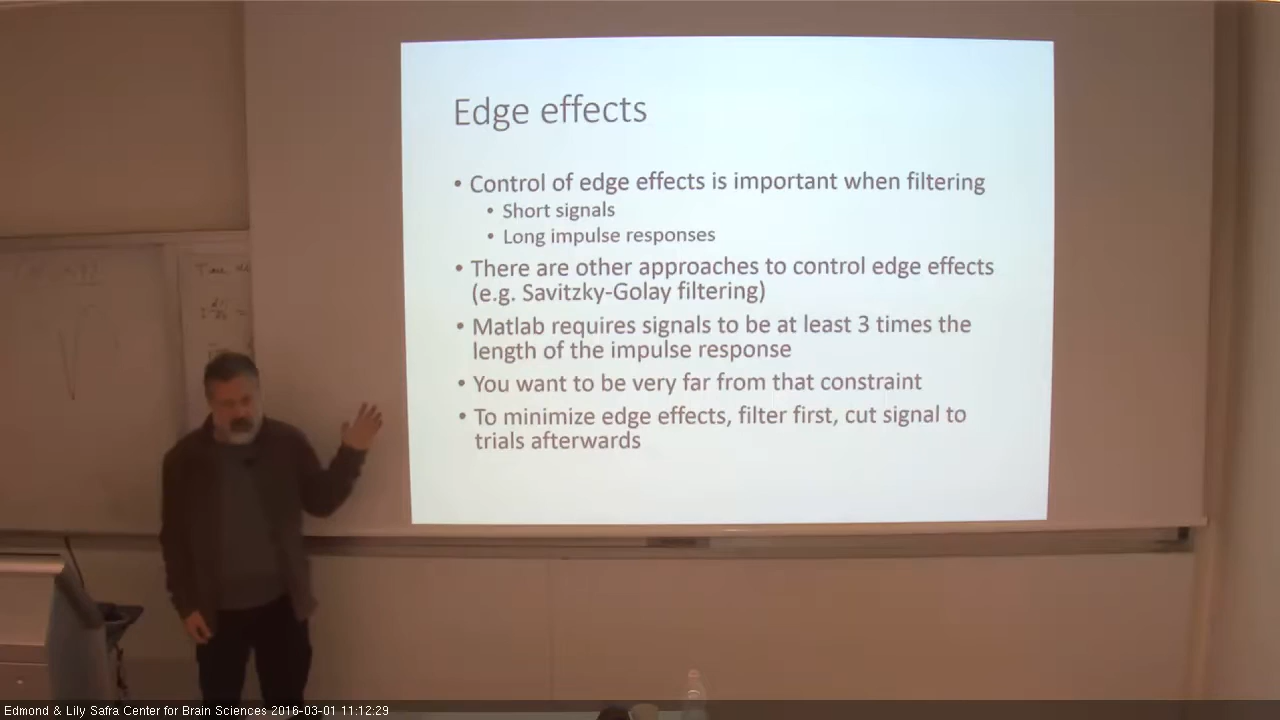 Edge effects
• Control of edge effects is important when filtering
• Short signals
• Long impulse responses
• There are other approaches to control edge effects
(e.g. Savitzky-Golay filtering)
• Matlab requires signals to be at least 3 times the
length of the impulse response
• You want to be very far from that constraint
• To minimize edge effects, filter first, cut signal to
trials afterwards
Edmond & Lily Safra Center for Brain Sciences 2016-03-01 11:12:29